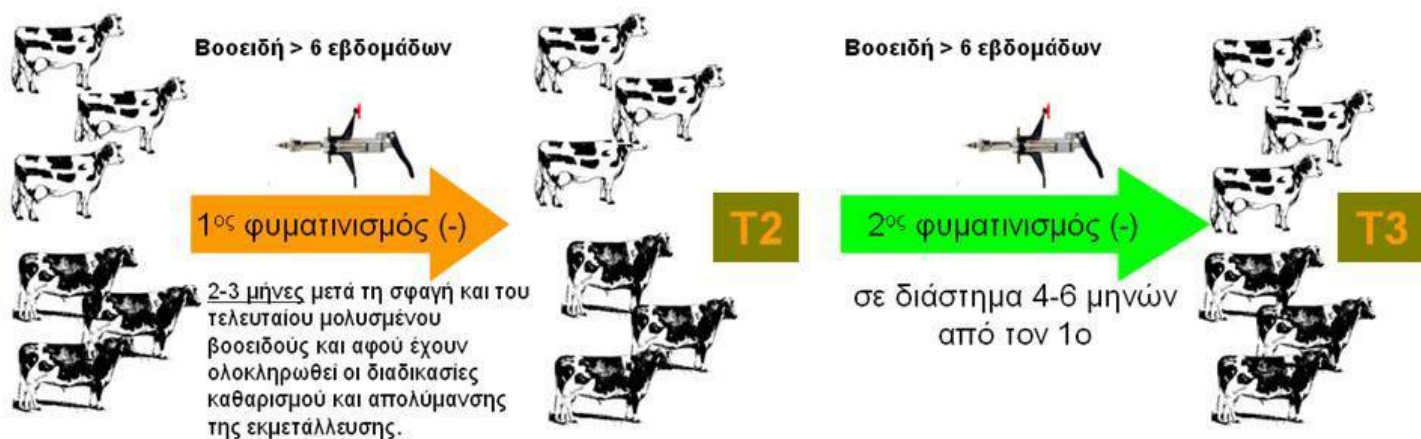 Βοοειδή > 6 εβδομάδων
1ος φυματινισμός (-)
2-3 μήνες μετά τη σφαγή και του
τελευταίου μολυσμένου
βοοειδούς και αφού έχουν
ολοκληρωθεί οι διαδικασίες
καθαρισμού και απολύμανσης
της εκμετάλλευσης.
T2
Βοοειδή > 6 εβδομάδων
2ος φυματινισμός (-)
σε διάστημα 4-6 μηνών
από τον 1ο
T3